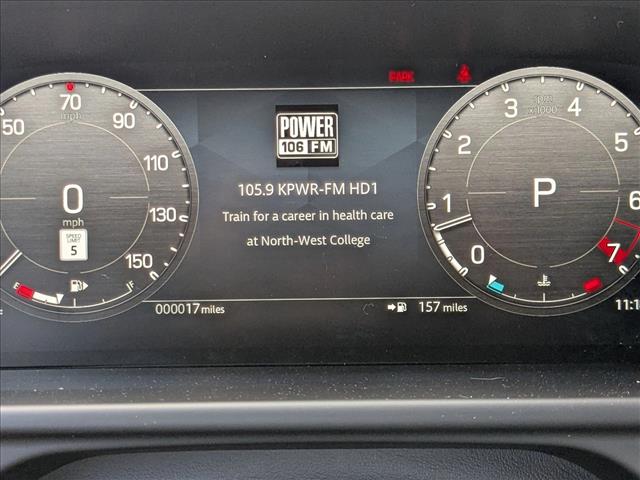 PARK
50
70
mph
90
110
130
150
0
mph
SPEED
LIMIT
5
E
F
POWER
106 FM
105.9 KPWR-FM HD1
Train for a career in health care
at North-West College
000017 miles
157 miles
0
1
2
3
4
5
6
7
x1000
P
11:1